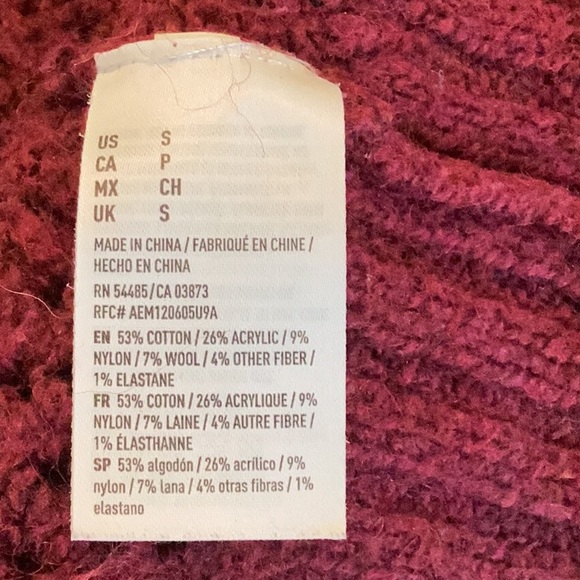 US S
CA P
MX CH
UK S
MADE IN CHINA / FABRIQUÉ EN CHINE /
HECHO EN CHINA
RN 54485/CA 03873
RFC# AEM120605U9A
EN 53% COTTON / 26% ACRYLIC / 9%
NYLON / 7% WOOL / 4% OTHER FIBER /
1% ELASTANE
FR 53% COTON / 26% ACRYLIQUE / 9%
NYLON / 7% LAINE / 4% AUTRE FIBRE /
1% ÉLASTHANNE
SP 53% algodón / 26% acrílico / 9%
nylon / 7% lana / 4% otras fibras / 1%
elastano